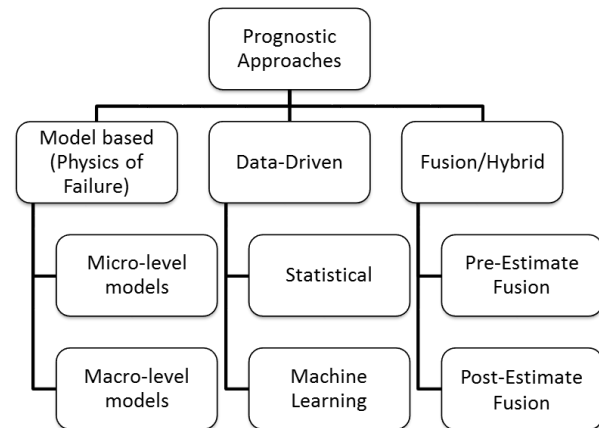 Prognostic
Approaches
Model based
(Physics of
Failure)
Data-Driven
Fusion/Hybrid
Micro-level
models
Statistical
Pre-Estimate
Fusion
Macro-level
models
Machine
Learning
Post-Estimate
Fusion